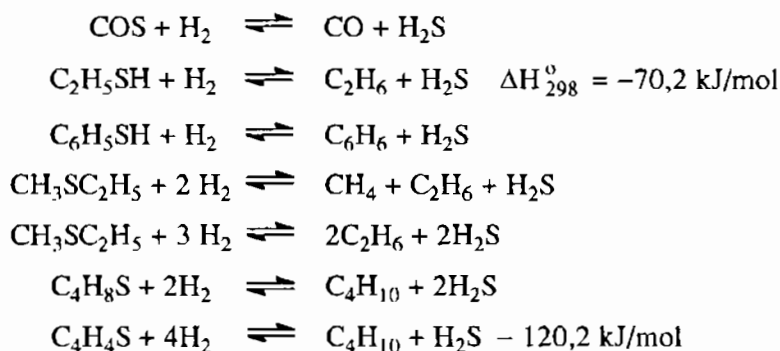 COS + H₂ ⇌ CO + H₂S
C₂H₅SH + H₂ ⇌ C₂H₆ + H₂S ΔH°₂₉₈ = −70,2 kJ/mol
C₆H₅SH + H₂ ⇌ C₆H₆ + H₂S
CH₃SC₂H₅ + 2 H₂ ⇌ CH₄ + C₂H₆ + H₂S
CH₃SC₂H₅ + 3 H₂ ⇌ 2C₂H₆ + 2H₂S
C₄H₈S + 2H₂ ⇌ C₄H₁₀ + 2H₂S
C₄H₄S + 4H₂ ⇌ C₄H₁₀ + H₂S − 120,2 kJ/mol